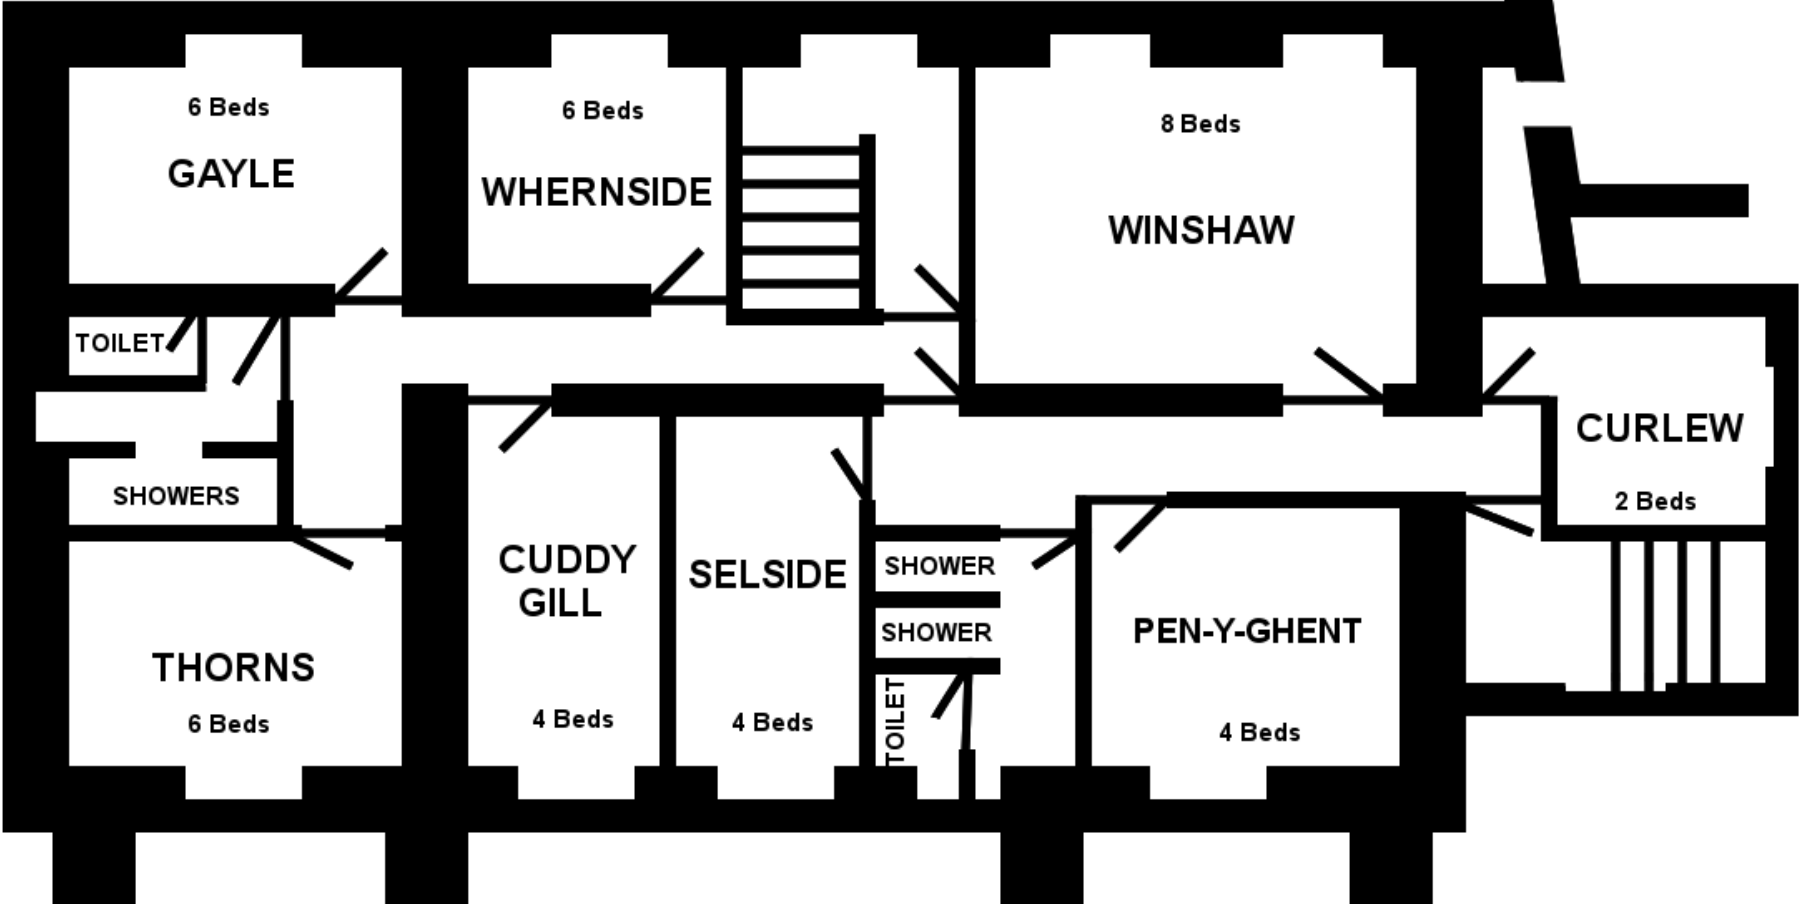 6 Beds
GAYLE
6 Beds
WHERNSIDE
8 Beds
WINSHAW
TOILET
SHOWERS
CURLEW
2 Beds
THORNS
6 Beds
CUDDY
GILL
4 Beds
SELSIDE
4 Beds
SHOWER
SHOWER
TOILET
PEN-Y-GHENT
4 Beds